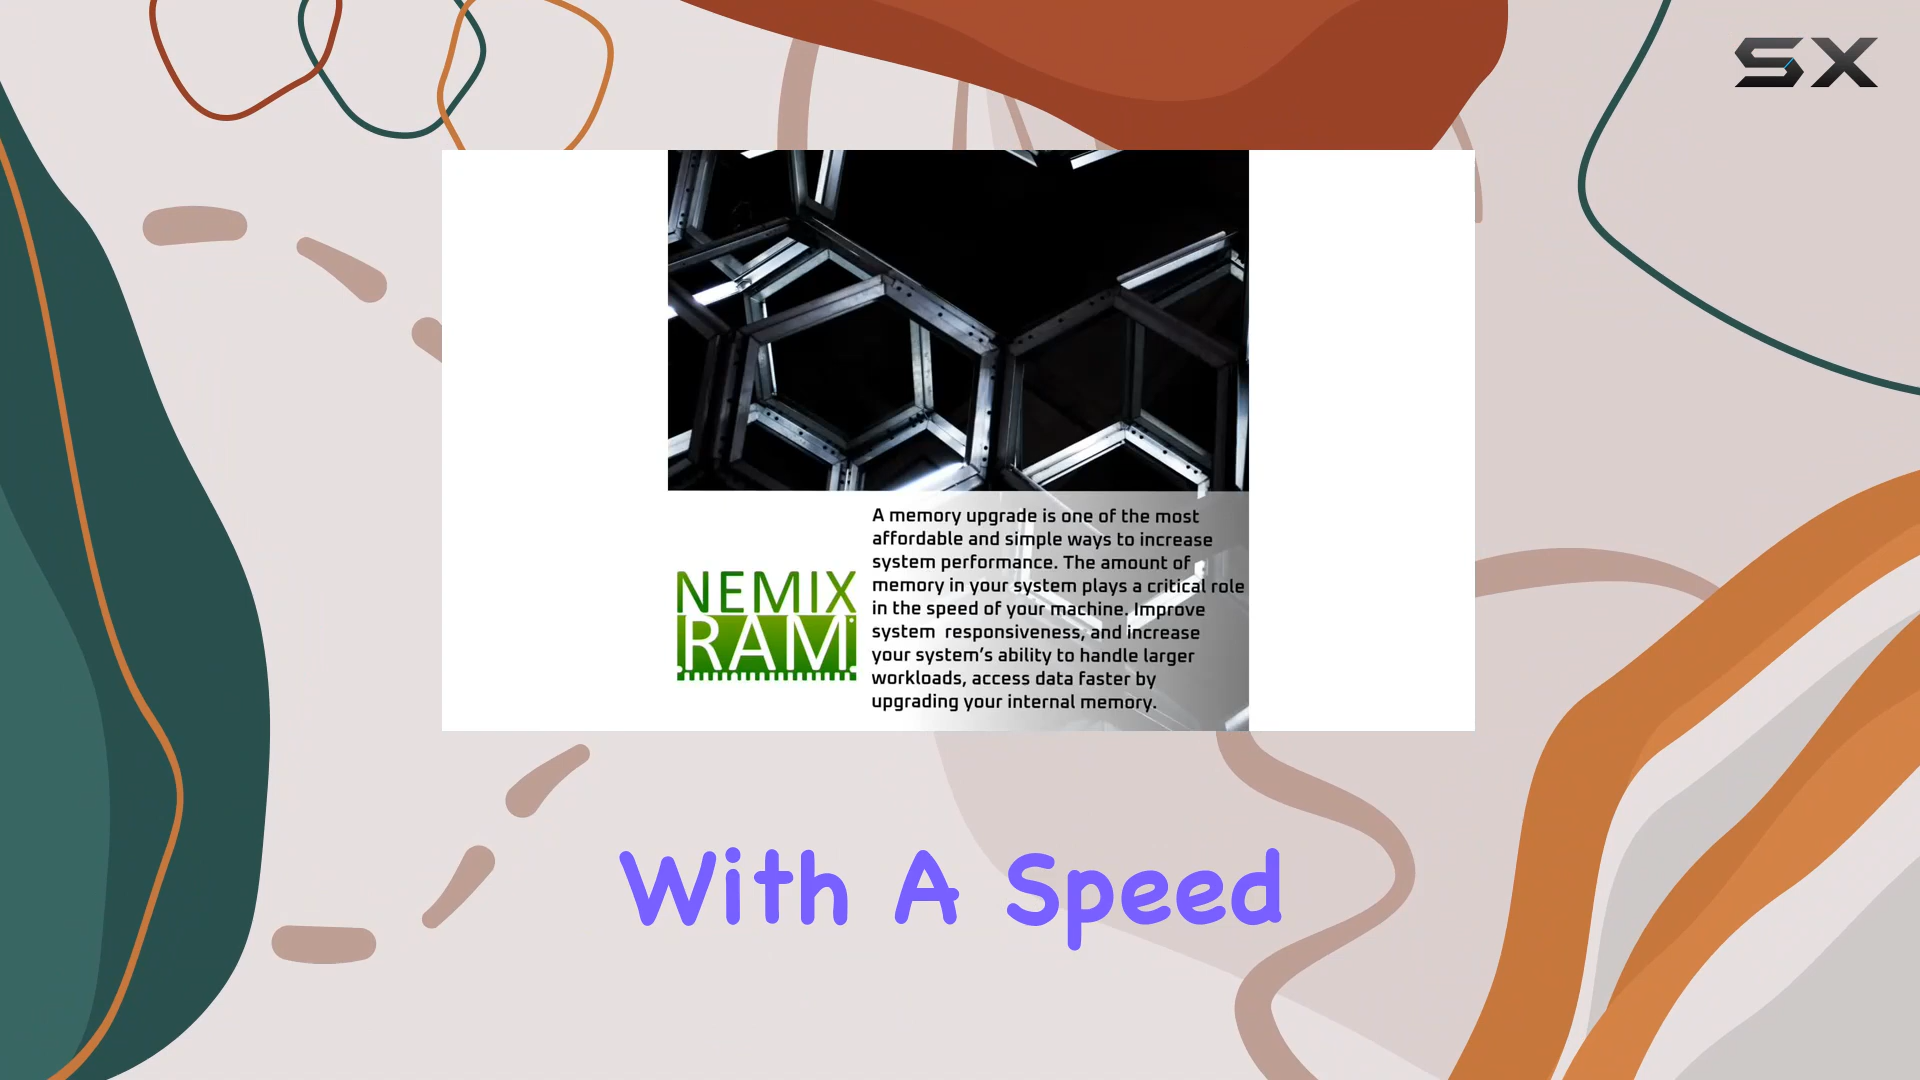 SX
A memory upgrade is one of the most
affordable and simple ways to increase
system performance. The amount of
memory in your system plays a critical role
in the speed of your machine. Improve
system responsiveness, and increase
your system’s ability to handle larger
workloads, access data faster by
upgrading your internal memory.
NEMIX
RAM
With A Speed